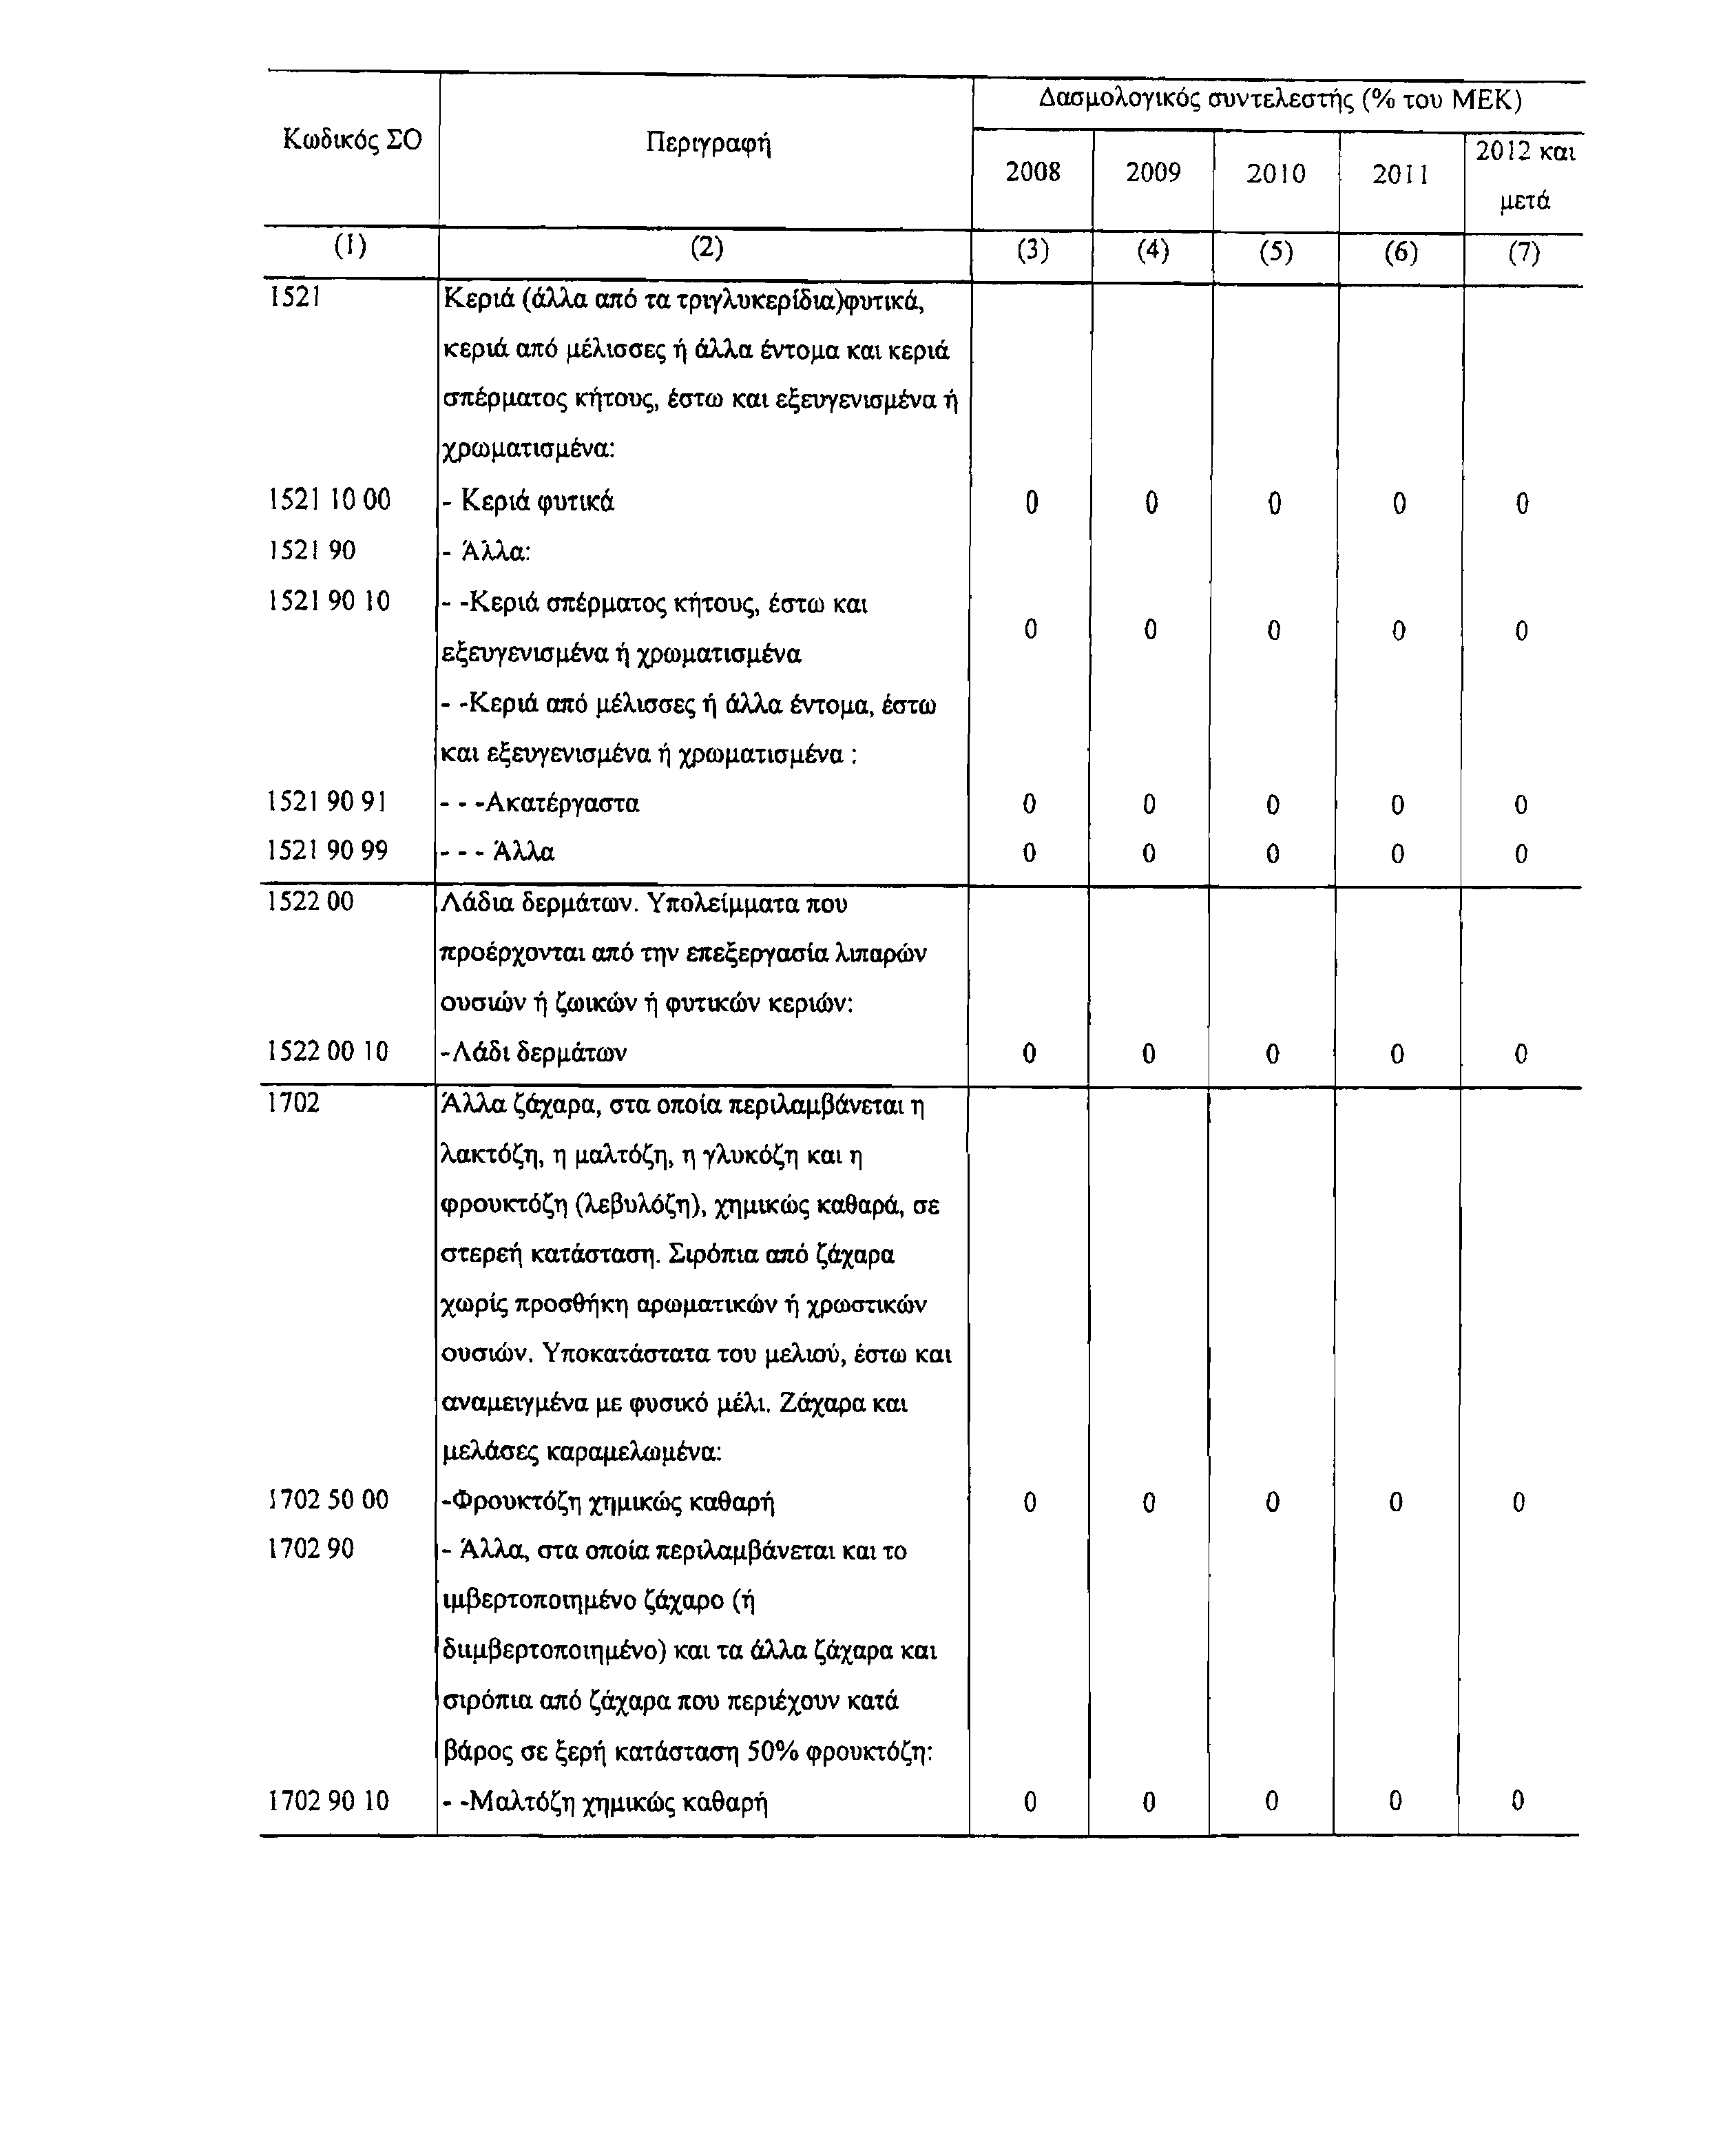 Δασμολογικός συντελεστής (% του ΜΕΚ)
Κωδικός ΣΟ Περιγραφή 2008 2009 2010 2011 2012 και
μετά
(1) (2) (3) (4) (5) (6) (7)
1521 Κεριά (άλλα από τα τριγλυκερίδια)φυτικά,
κεριά από μέλισσες ή άλλα έντομα και κεριά
σπέρματος κήτους, έστω και εξευγενισμένα ή
χρωματισμένα:
1521 10 00 - Κεριά φυτικά 0 0 0 0 0
1521 90 - Άλλα:
1521 90 10 - -Κεριά σπέρματος κήτους, έστω και
εξευγενισμένα ή χρωματισμένα 0 0 0 0 0
- -Κεριά από μέλισσες ή άλλα έντομα, έστω
και εξευγενισμένα ή χρωματισμένα :
1521 90 91 - - -Ακατέργαστα 0 0 0 0 0
1521 90 99 - - - Άλλα 0 0 0 0 0
1522 00 Λάδια δερμάτων. Υπολείμματα που
προέρχονται από την επεξεργασία λιπαρών
ουσιών ή ζωικών ή φυτικών κεριών:
1522 00 10 -Λάδι δερμάτων 0 0 0 0 0
1702 Άλλα ζάχαρα, στα οποία περιλαμβάνεται η
λακτόζη, η μαλτόζη, η γλυκόζη και η
φρουκτόζη (λεβυλόζη), χημικώς καθαρά, σε
στερεή κατάσταση. Σιρόπια από ζάχαρα
χωρίς προσθήκη αρωματικών ή χρωστικών
ουσιών. Υποκατάστατα του μελιού, έστω και
αναμειγμένα με φυσικό μέλι. Ζάχαρα και
μελάσες καραμελωμένα:
1702 50 00 -Φρουκτόζη χημικώς καθαρή 0 0 0 0 0
1702 90 - Άλλα, στα οποία περιλαμβάνεται και το
ιμβερτοποιημένο ζάχαρο (ή
διιμβερτοποιημένο) και τα άλλα ζάχαρα και
σιρόπια από ζάχαρα που περιέχουν κατά
βάρος σε ξερή κατάσταση 50% φρουκτόζη:
1702 90 10 - -Μαλτόζη χημικώς καθαρή 0 0 0 0 0